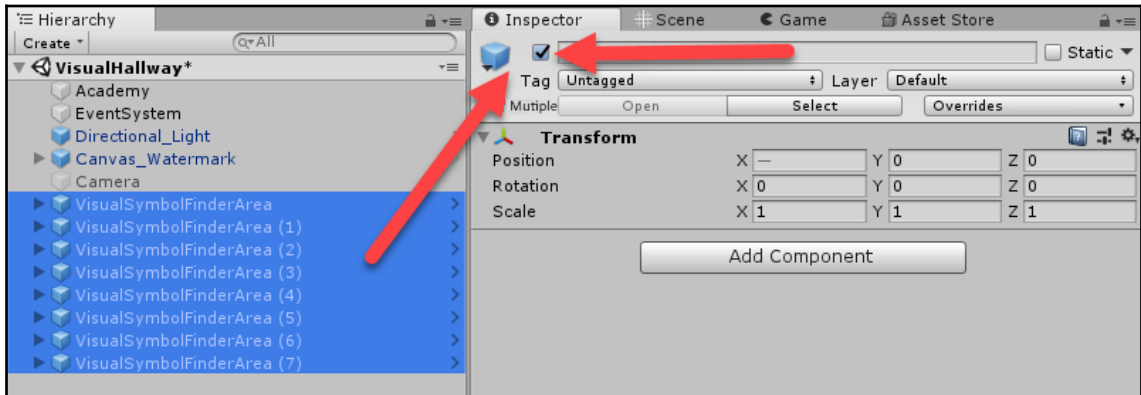 Hierarchy
Create
All
VisualHallway*
Academy
EventSystem
Directional_Light
Canvas_Watermark
Camera
VisualSymbolFinderArea
VisualSymbolFinderArea (1)
VisualSymbolFinderArea (2)
VisualSymbolFinderArea (3)
VisualSymbolFinderArea (4)
VisualSymbolFinderArea (5)
VisualSymbolFinderArea (6)
VisualSymbolFinderArea (7)
Inspector Scene Game Asset Store
Static
Tag Untagged Layer Default
Mutiple Open Select Overrides
Transform
Position X — Y 0 Z 0
Rotation X 0 Y 0 Z 0
Scale X 1 Y 1 Z 1
Add Component